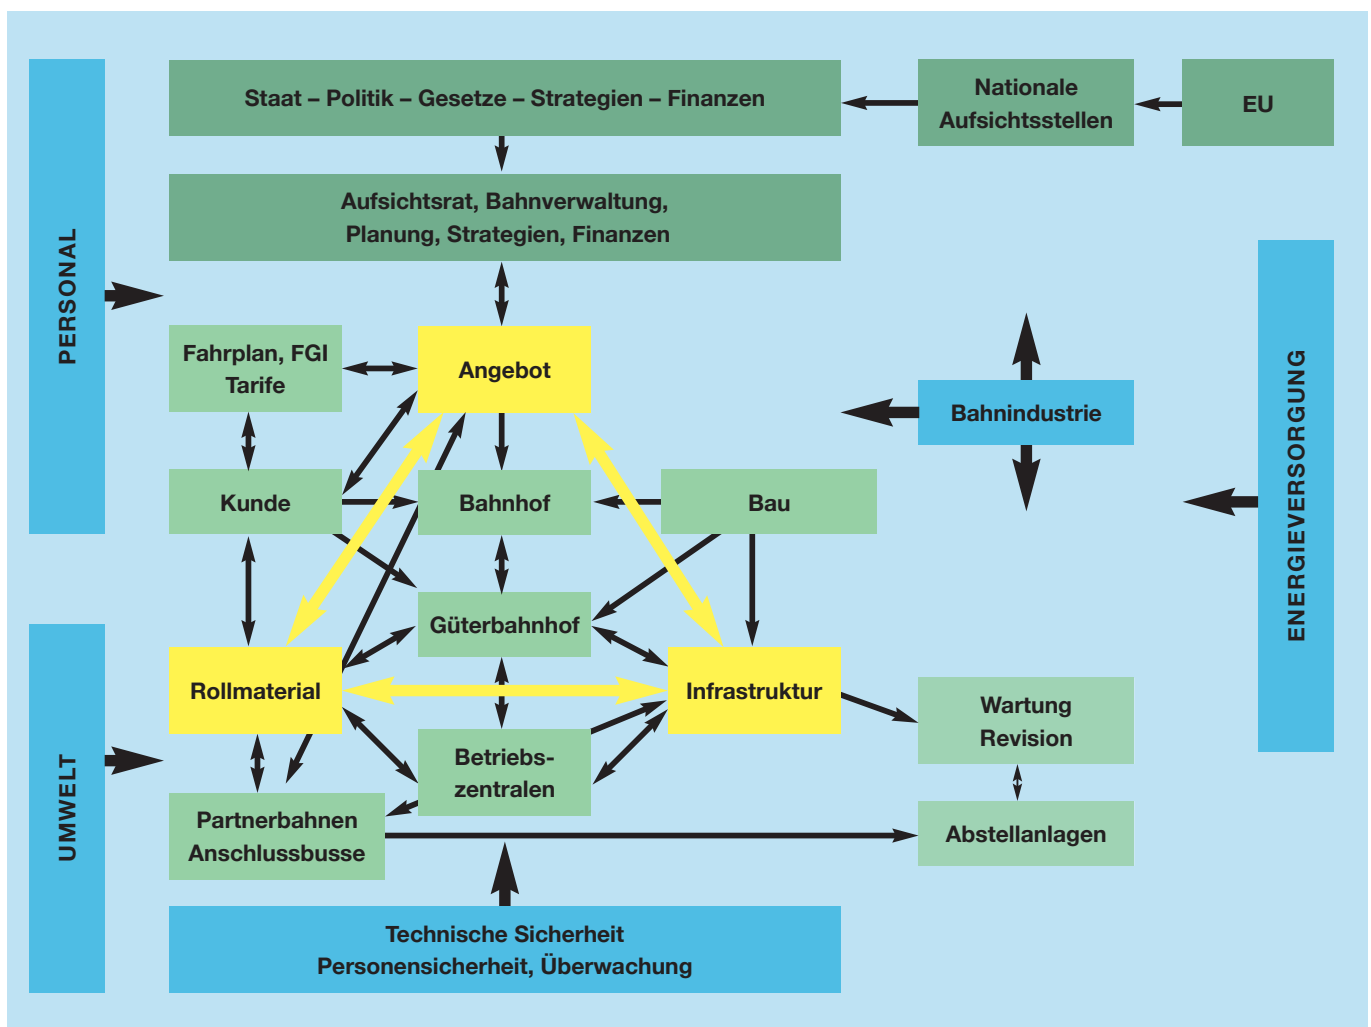 Staat – Politik – Gesetze – Strategien – Finanzen
Nationale
Aufsichtsstellen
EU
Aufsichtsrat, Bahnverwaltung,
Planung, Strategien, Finanzen
PERSONAL
Fahrplan, FGI
Tarife
Angebot
Bahnindustrie
ENERGIEVERSORGUNG
Kunde
Bahnhof
Bau
Güterbahnhof
Rollmaterial
Infrastruktur
Wartung
Revision
UMWELT
Betriebs-
zentralen
Partnerbahnen
Anschlussbusse
Abstellanlagen
Technische Sicherheit
Personensicherheit, Überwachung